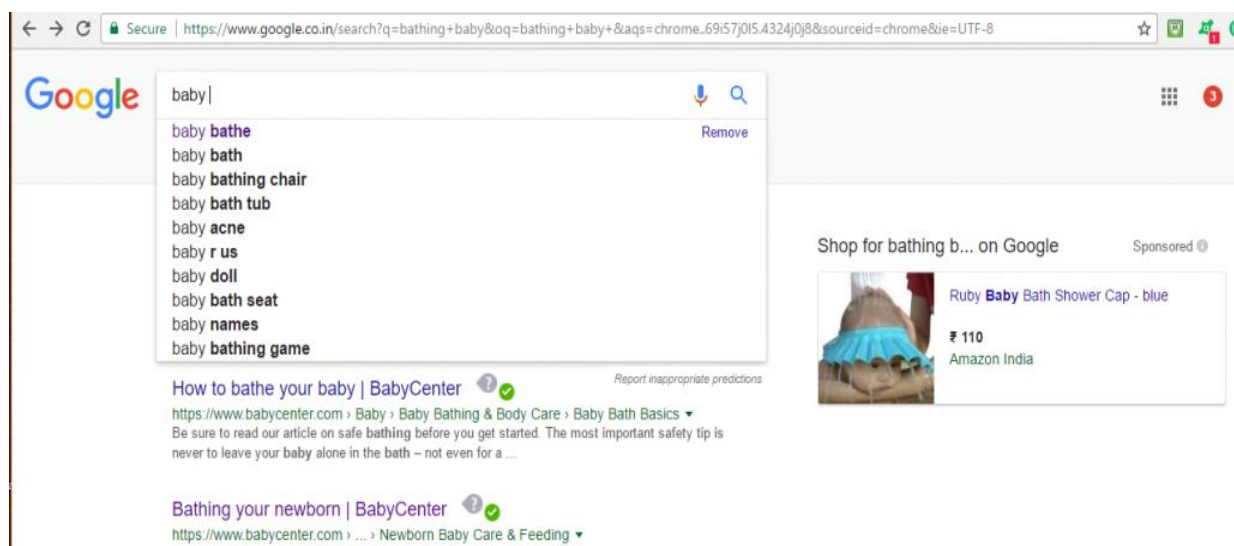 Secure | https://www.google.co.in/search?q=bathing+baby&oq=bathing+baby+&aqs=chrome..69i57j0l5.4324j0j8&sourceid=chrome&ie=UTF-8
1
Google
baby
3
baby bathe Remove
baby bath
baby bathing chair
baby bath tub
baby acne
baby r us
baby doll
baby bath seat
baby names
baby bathing game
Report inappropriate predictions
How to bathe your baby | BabyCenter
https://www.babycenter.com › Baby › Baby Bathing & Body Care › Baby Bath Basics
Be sure to read our article on safe bathing before you get started. The most important safety tip is
never to leave your baby alone in the bath – not even for a ...
Bathing your newborn | BabyCenter
https://www.babycenter.com › ... › Newborn Baby Care & Feeding
Shop for bathing b... on Google Sponsored
Ruby Baby Bath Shower Cap - blue
₹ 110
Amazon India